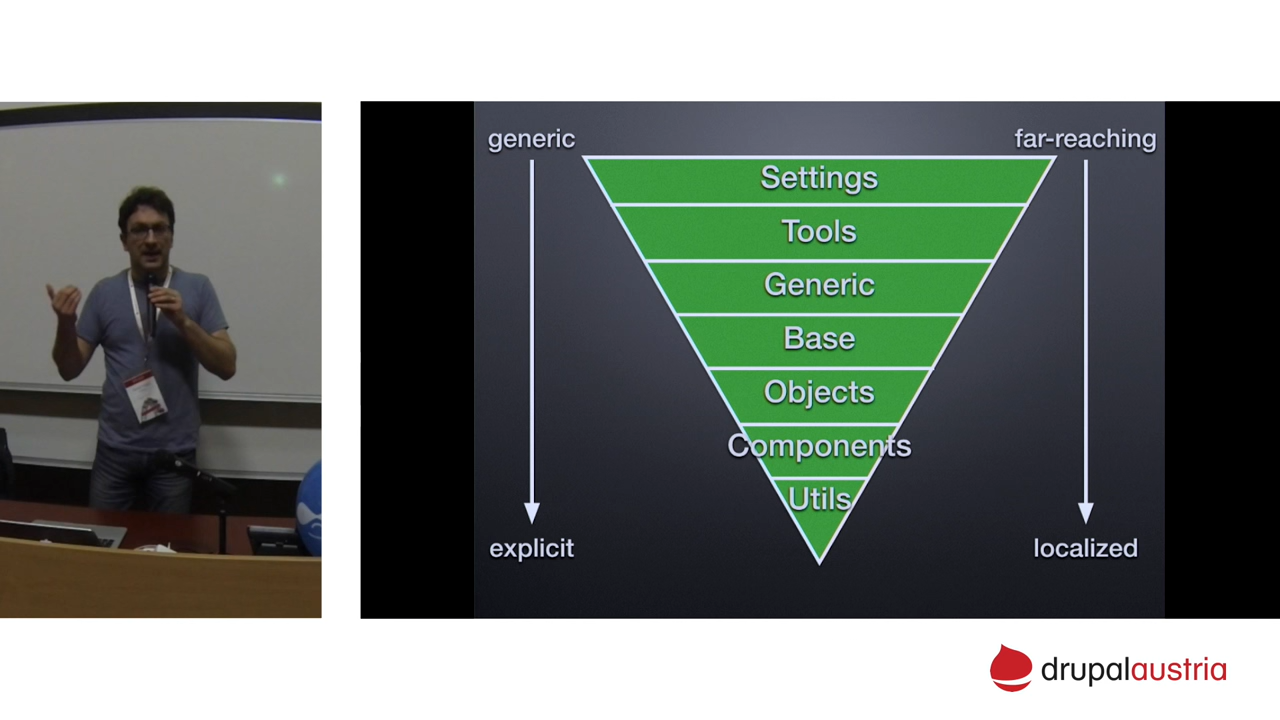 generic
far-reaching
Settings
Tools
Generic
Base
Objects
Components
Utils
explicit
localized
drupalaustria